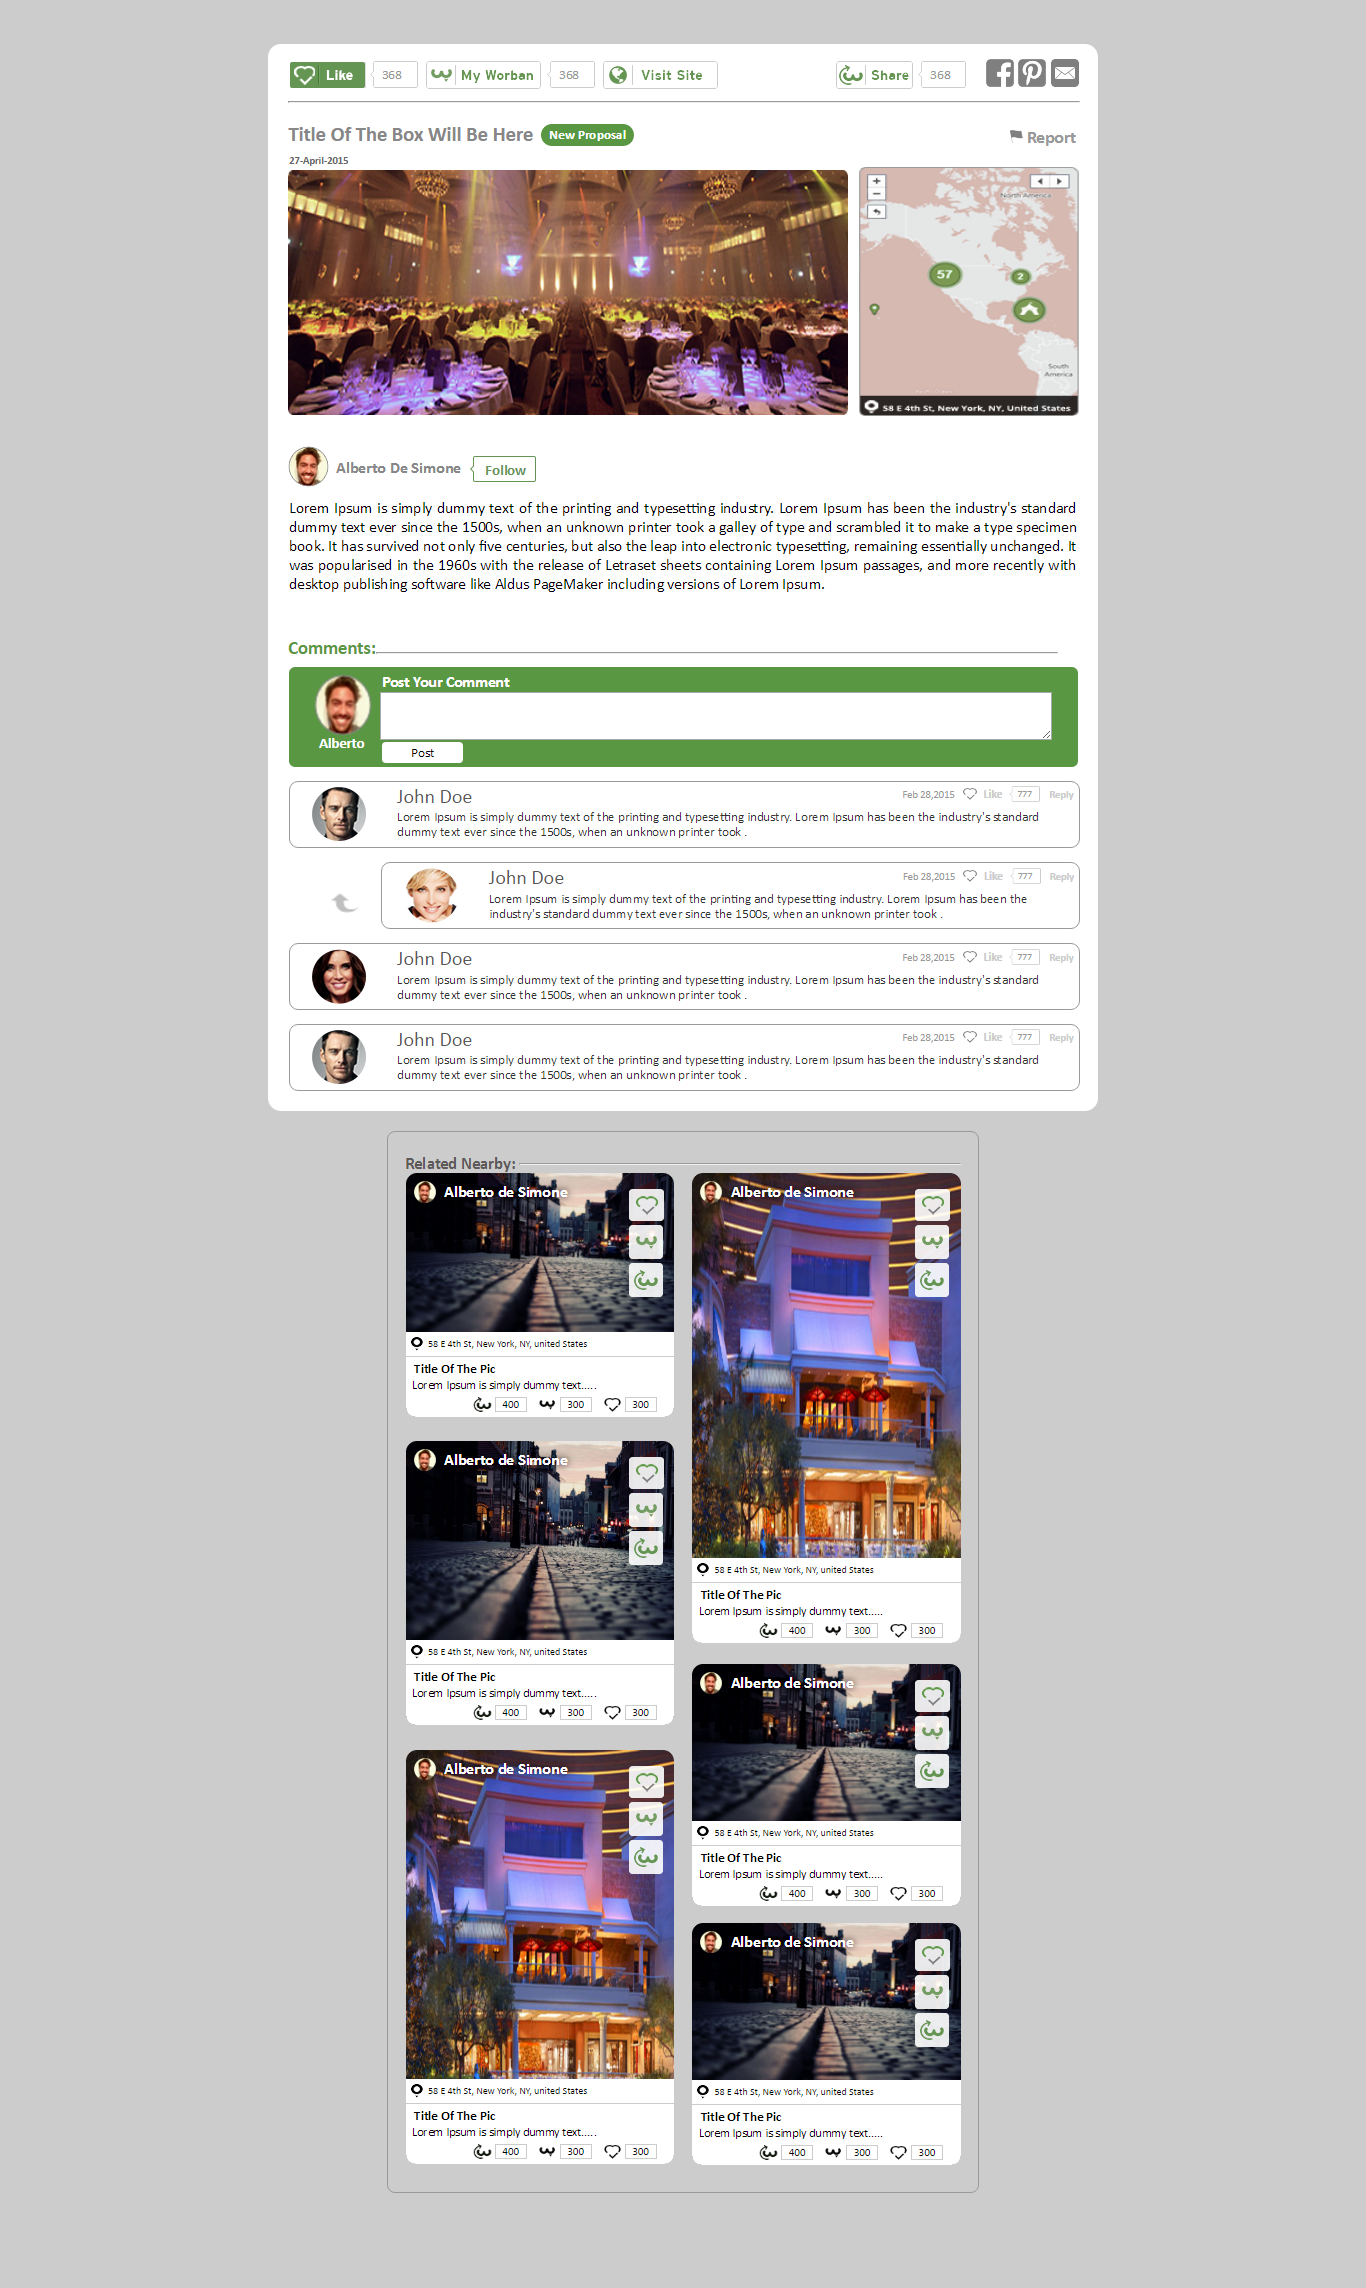 Like 368 My Worban 368 Visit Site Share 368
Title Of The Box Will Be Here New Proposal
Report
27-April-2015
North America
57
2
South
America
58 E 4th St, New York, NY, United States
Alberto De Simone Follow
Lorem Ipsum is simply dummy text of the printing and typesetting industry. Lorem Ipsum has been the industry's standard
dummy text ever since the 1500s, when an unknown printer took a galley of type and scrambled it to make a type specimen
book. It has survived not only five centuries, but also the leap into electronic typesetting, remaining essentially unchanged. It
was popularised in the 1960s with the release of Letraset sheets containing Lorem Ipsum passages, and more recently with
desktop publishing software like Aldus PageMaker including versions of Lorem Ipsum.
Comments:
Post Your Comment
Alberto
Post
John Doe
Feb 28,2015 Like 777 Reply
Lorem Ipsum is simply dummy text of the printing and typesetting industry. Lorem Ipsum has been the industry's standard
dummy text ever since the 1500s, when an unknown printer took .
John Doe
Feb 28,2015 Like 777 Reply
Lorem Ipsum is simply dummy text of the printing and typesetting industry. Lorem Ipsum has been the
industry's standard dummy text ever since the 1500s, when an unknown printer took .
John Doe
Feb 28,2015 Like 777 Reply
Lorem Ipsum is simply dummy text of the printing and typesetting industry. Lorem Ipsum has been the industry's standard
dummy text ever since the 1500s, when an unknown printer took .
John Doe
Feb 28,2015 Like 777 Reply
Lorem Ipsum is simply dummy text of the printing and typesetting industry. Lorem Ipsum has been the industry's standard
dummy text ever since the 1500s, when an unknown printer took .
Related Nearby:
Alberto de Simone
58 E 4th St, New York, NY, united States
Title Of The Pic
Lorem Ipsum is simply dummy text.....
400 300 300
Alberto de Simone
58 E 4th St, New York, NY, united States
Title Of The Pic
Lorem Ipsum is simply dummy text.....
400 300 300
Alberto de Simone
58 E 4th St, New York, NY, united States
Title Of The Pic
Lorem Ipsum is simply dummy text.....
400 300 300
Alberto de Simone
58 E 4th St, New York, NY, united States
Title Of The Pic
Lorem Ipsum is simply dummy text.....
400 300 300
Alberto de Simone
58 E 4th St, New York, NY, united States
Title Of The Pic
Lorem Ipsum is simply dummy text.....
400 300 300
Alberto de Simone
58 E 4th St, New York, NY, united States
Title Of The Pic
Lorem Ipsum is simply dummy text.....
400 300 300